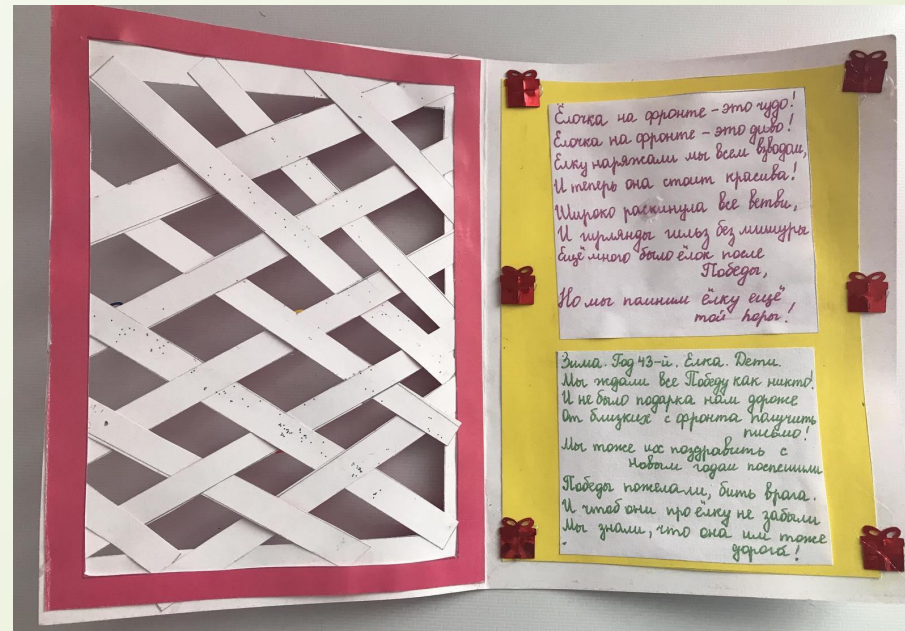 Ёлочка на фронте - это чудо!
Елочка на фронте - это диво!
Ёлку наряжали мы всем взводом,
И теперь она стоит красива!
Широко раскинула все ветви,
И гирлянды гильз без мишуры
Ещё много было ёлок после
Победы,
Но мы помним ёлку ещё
той поры!
Зима. Год 43-й. Елка. Дети.
Мы ждали все Победу как никто!
И не было подарка нам дороже
От близких с фронта получить
письмо!
Мы тоже их поздравить с
новым годом поспешили
Победы пожелали, бить врага.
И чтоб они про ёлку не забыли
Мы знали, что она им тоже
дорога!